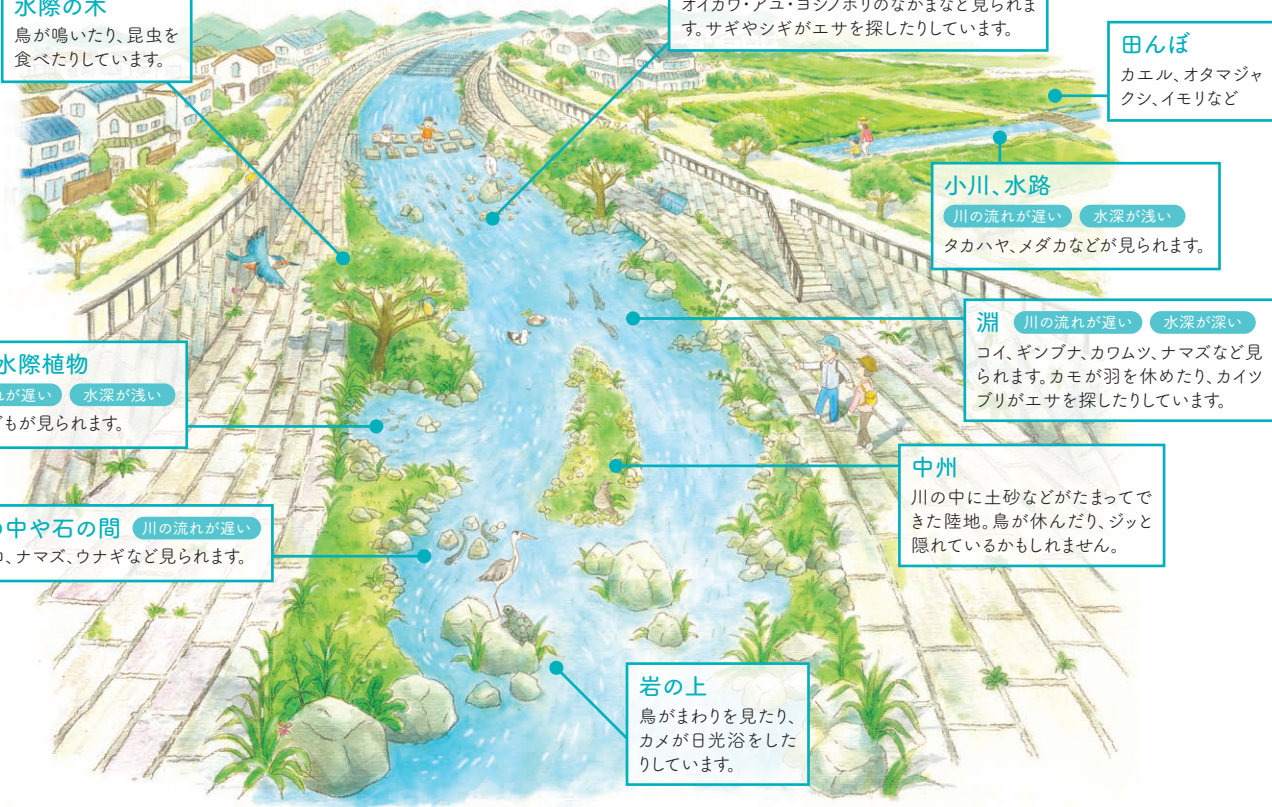 水際の木
鳥が鳴いたり、昆虫を
食べたりしています。
オイカワ・アユ・ヨシノボリのなかまなど見られま
す。サギやシギがエサを探したりしています。
田んぼ
カエル、オタマジャ
クシ、イモリなど
小川、水路
川の流れが遅い 水深が浅い
タカハヤ、メダカなどが見られます。
淵 川の流れが遅い 水深が深い
コイ、ギンブナ、カワムツ、ナマズなど見
られます。カモが羽を休めたり、カイツ
ブリがエサを探したりしています。
水際植物
れが遅い 水深が浅い
どもが見られます。
中州
川の中に土砂などがたまってで
きた陸地。鳥が休んだり、ジッと
隠れているかもしれません。
中や石の間 川の流れが遅い
、ナマズ、ウナギなど見られます。
岩の上
鳥がまわりを見たり、
カメが日光浴をした
りしています。